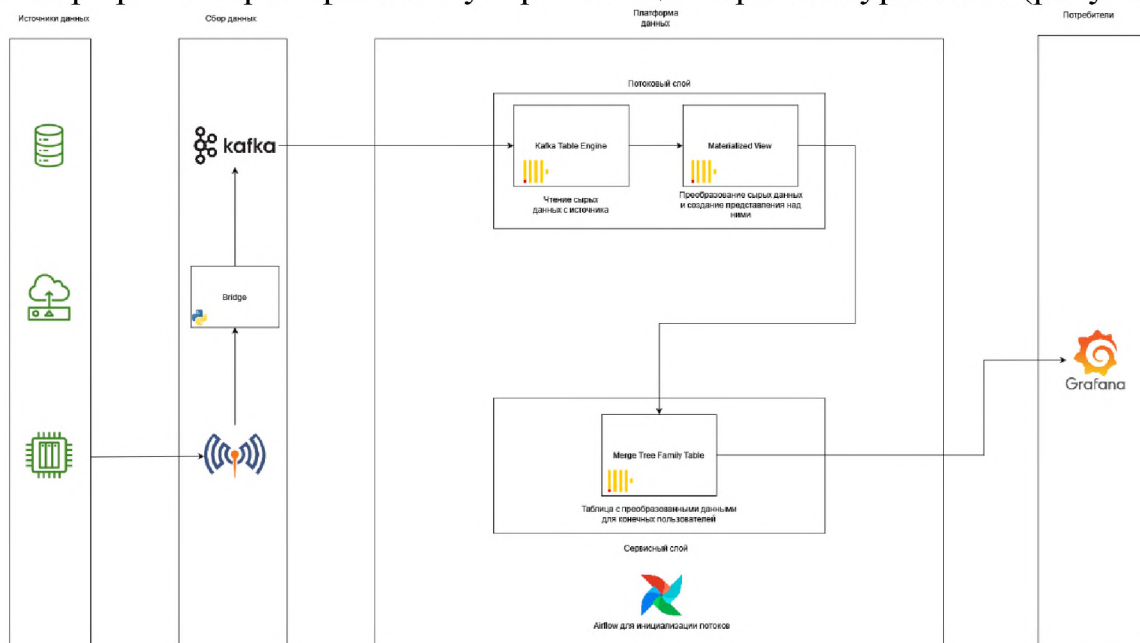 Источники данных
Сбор данных
Платформа
данных
Потребители
Потоковый слой
kafka
Kafka Table Engine
Materialized View
Чтение сырых
данных с источника
Преобразование сырых данных
и создание представления над
ними
Bridge
Grafana
Merge Tree Family Table
Таблица с преобразованными данными
для конечных пользователей
Сервисный слой
Airflow для инициализации потоков